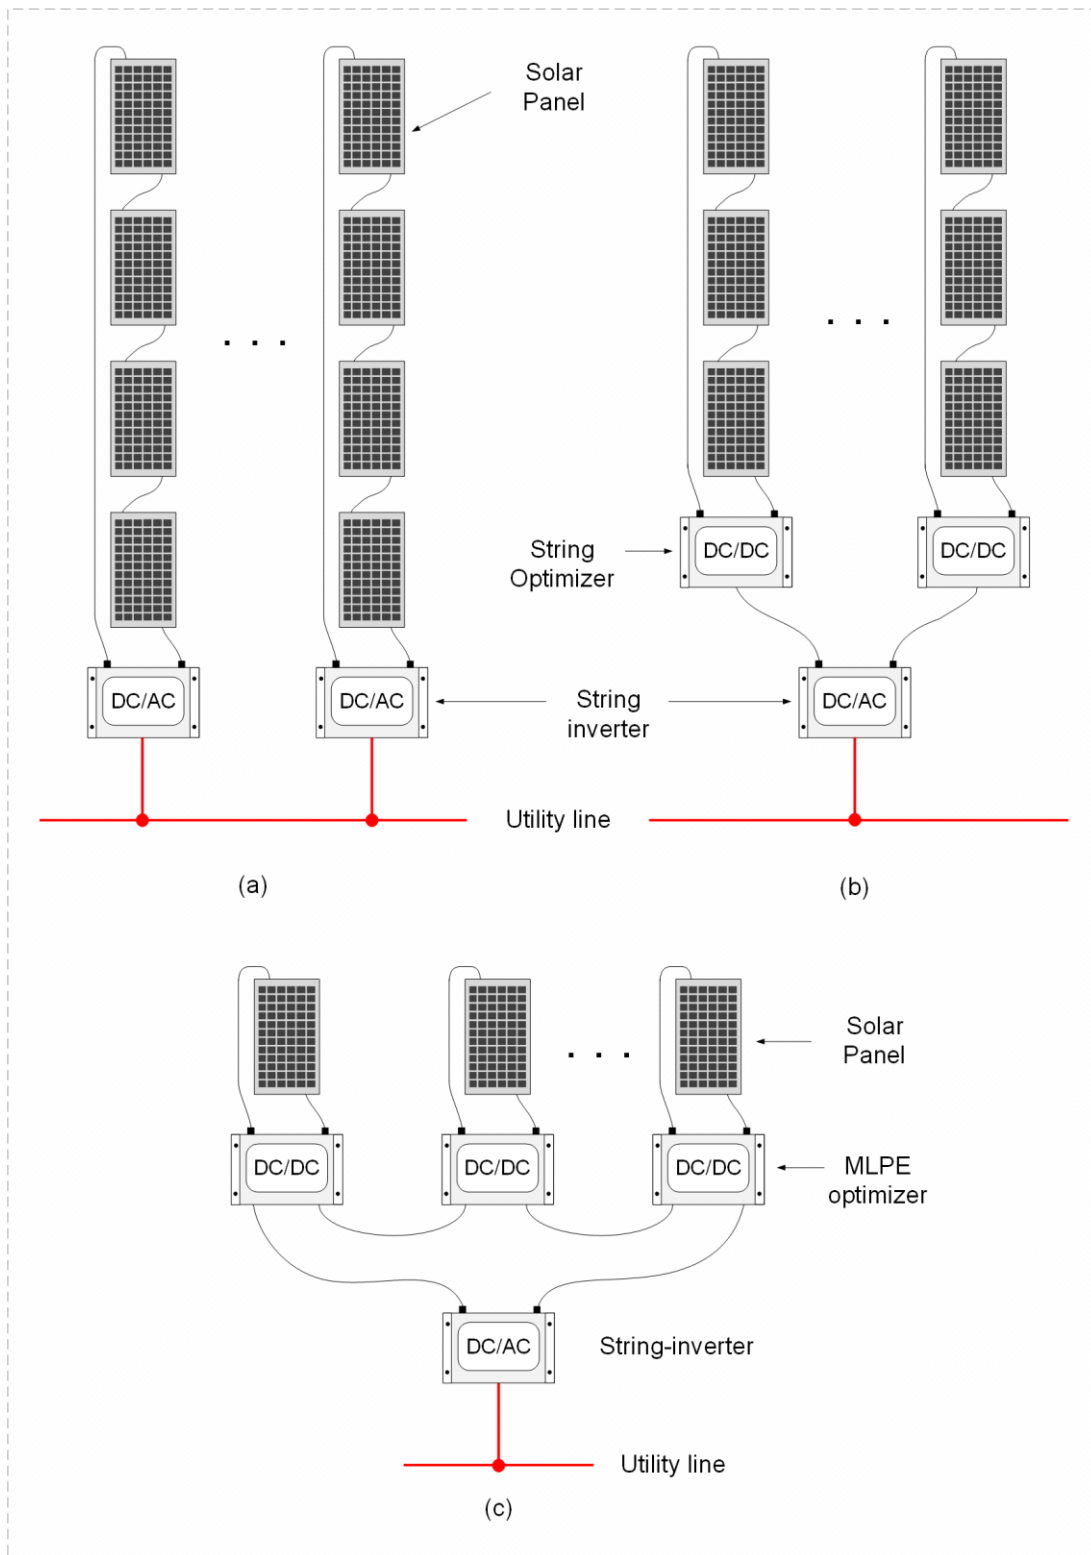 Solar
Panel
String
Optimizer
DC/DC
DC/DC
DC/AC
DC/AC
String
inverter
DC/AC
Utility line
(a)
(b)
Solar
Panel
DC/DC
DC/DC
DC/DC
MLPE
optimizer
DC/AC
String-inverter
Utility line
(c)